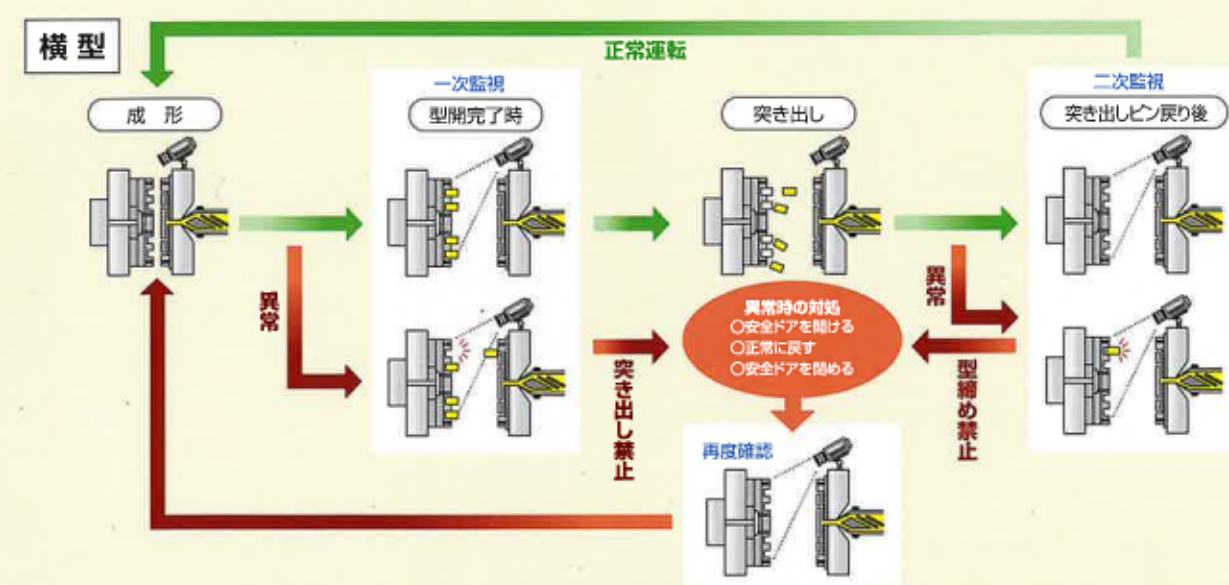 横型
正常運転
一次監視
二次監視
成形
型開完了時
突き出し
突き出しピン戻り後
異常
異常
異常時の対処
○安全ドアを開ける
○正常に戻す
○安全ドアを閉める
突き出し禁止
型締め禁止
再度確認